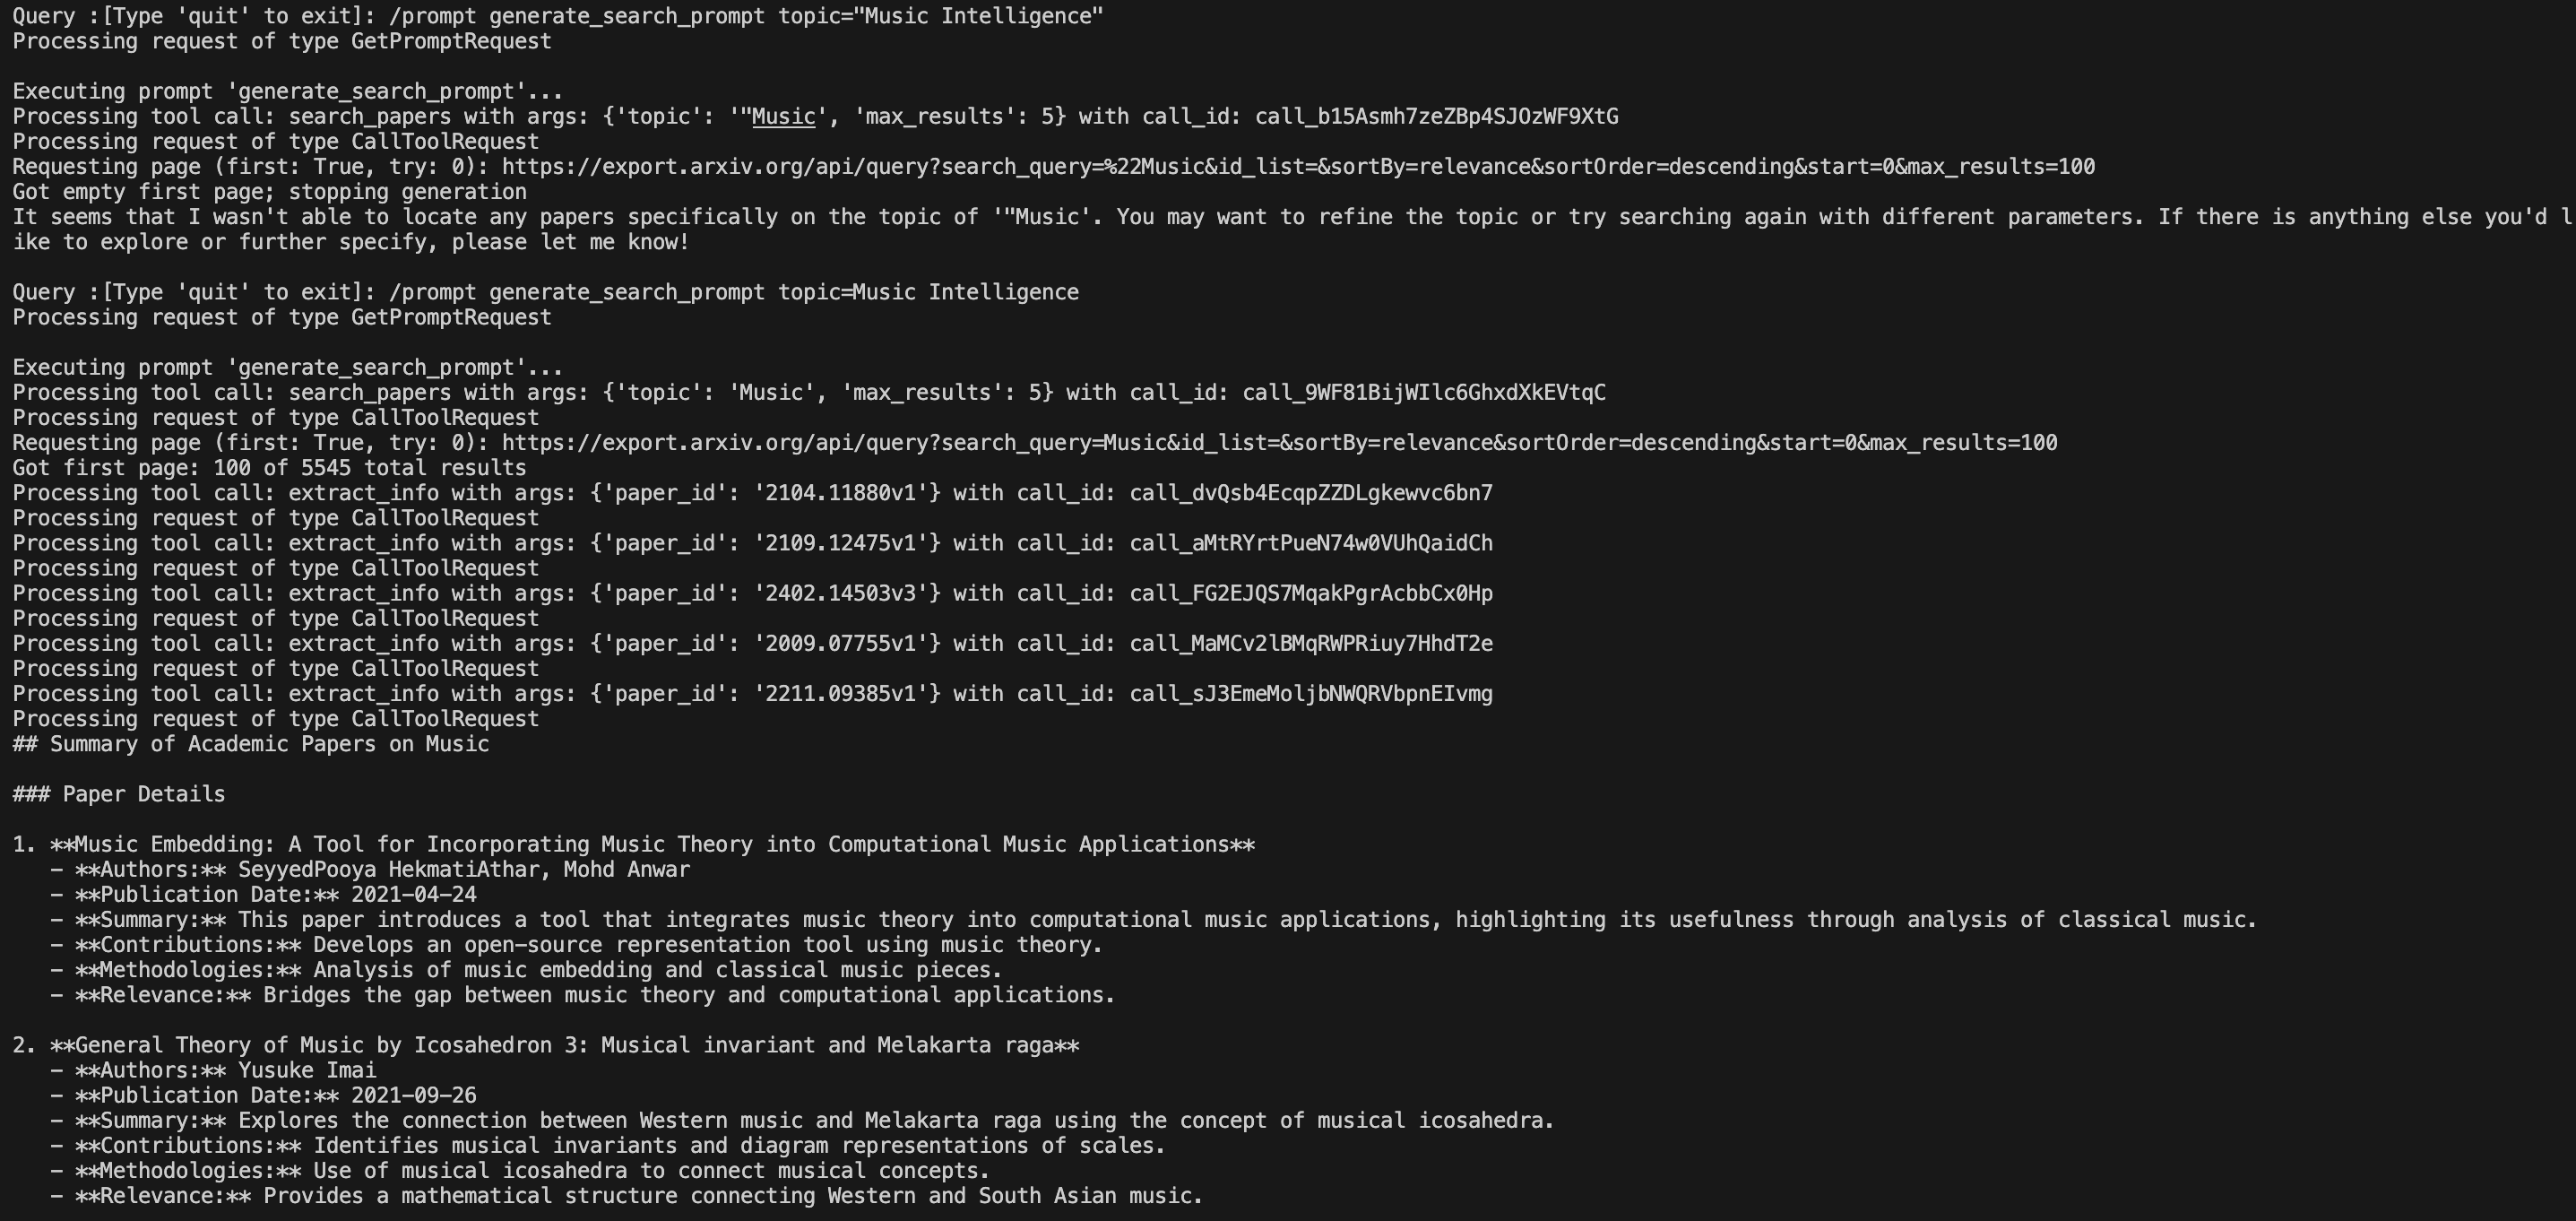 Query :[Type 'quit' to exit]: /prompt generate_search_prompt topic="Music Intelligence"
Processing request of type GetPromptRequest
Executing prompt 'generate_search_prompt'...
Processing tool call: search_papers with args: {'topic': '"Music', 'max_results': 5} with call_id: call_b15Asmh7zeZBp4SJOzWF9XtG
Processing request of type CallToolRequest
Requesting page (first: True, try: 0): https://export.arxiv.org/api/query?search_query=%22Music&id_list=&sortBy=relevance&sortOrder=descending&start=0&max_results=100
Got empty first page; stopping generation
It seems that I wasn't able to locate any papers specifically on the topic of '"Music'. You may want to refine the topic or try searching again with different parameters. If there is anything else you'd l
ike to explore or further specify, please let me know!
Query :[Type 'quit' to exit]: /prompt generate_search_prompt topic=Music Intelligence
Processing request of type GetPromptRequest
Executing prompt 'generate_search_prompt'...
Processing tool call: search_papers with args: {'topic': 'Music', 'max_results': 5} with call_id: call_9WF81BijWIlc6GhxdXkEVtqC
Processing request of type CallToolRequest
Requesting page (first: True, try: 0): https://export.arxiv.org/api/query?search_query=Music&id_list=&sortBy=relevance&sortOrder=descending&start=0&max_results=100
Got first page: 100 of 5545 total results
Processing tool call: extract_info with args: {'paper_id': '2104.11880v1'} with call_id: call_dvQsb4EcqpZZDLgkewvc6bn7
Processing request of type CallToolRequest
Processing tool call: extract_info with args: {'paper_id': '2109.12475v1'} with call_id: call_aMtRYrtPueN74w0VUhQaidCh
Processing request of type CallToolRequest
Processing tool call: extract_info with args: {'paper_id': '2402.14503v3'} with call_id: call_FG2EJQS7MqakPgrAcbbCx0Hp
Processing request of type CallToolRequest
Processing tool call: extract_info with args: {'paper_id': '2009.07755v1'} with call_id: call_MaMCv2lBMqRWPRiuy7HhdT2e
Processing request of type CallToolRequest
Processing tool call: extract_info with args: {'paper_id': '2211.09385v1'} with call_id: call_sJ3EmeMoljbNWQRVbpnEIvmg
Processing request of type CallToolRequest
## Summary of Academic Papers on Music
### Paper Details
1. **Music Embedding: A Tool for Incorporating Music Theory into Computational Music Applications**
- **Authors:** SeyyedPooya HekmatiAthar, Mohd Anwar
- **Publication Date:** 2021-04-24
- **Summary:** This paper introduces a tool that integrates music theory into computational music applications, highlighting its usefulness through analysis of classical music.
- **Contributions:** Develops an open-source representation tool using music theory.
- **Methodologies:** Analysis of music embedding and classical music pieces.
- **Relevance:** Bridges the gap between music theory and computational applications.
2. **General Theory of Music by Icosahedron 3: Musical invariant and Melakarta raga**
- **Authors:** Yusuke Imai
- **Publication Date:** 2021-09-26
- **Summary:** Explores the connection between Western music and Melakarta raga using the concept of musical icosahedra.
- **Contributions:** Identifies musical invariants and diagram representations of scales.
- **Methodologies:** Use of musical icosahedra to connect musical concepts.
- **Relevance:** Provides a mathematical structure connecting Western and South Asian music.